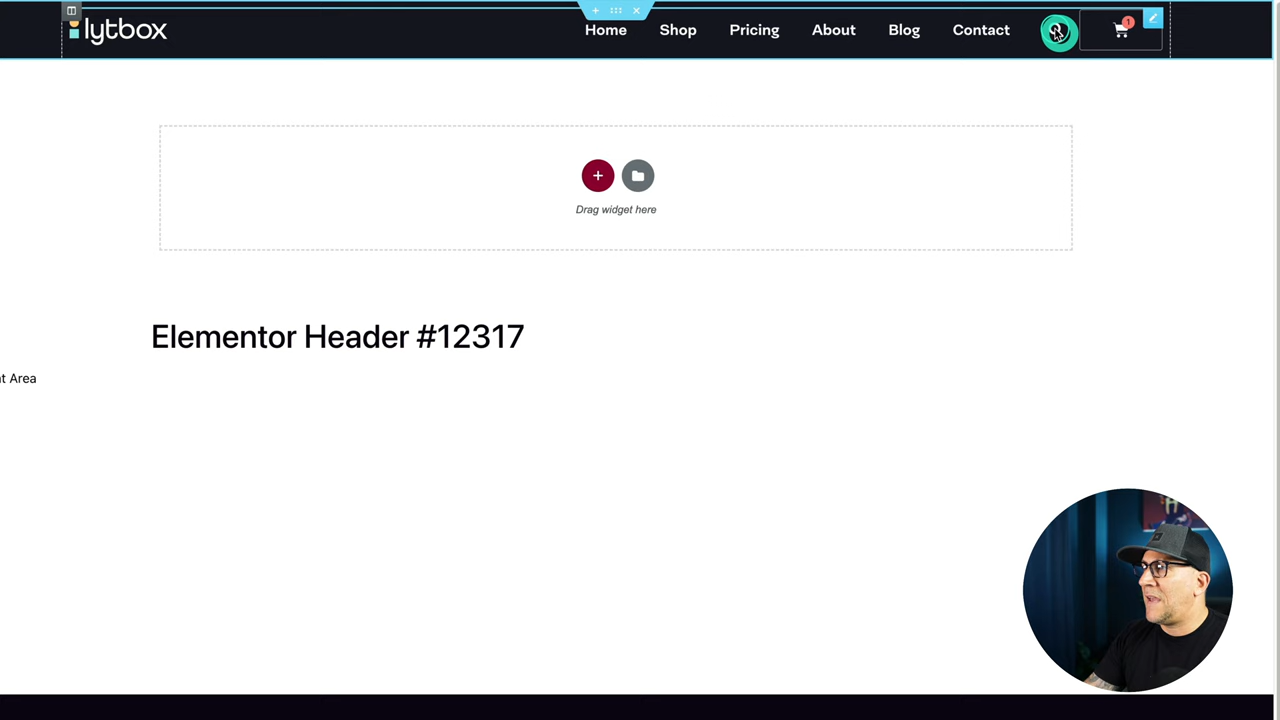 lytbox
Home
Shop
Pricing
About
Blog
Contact
1
Drag widget here
Elementor Header #12317
t Area